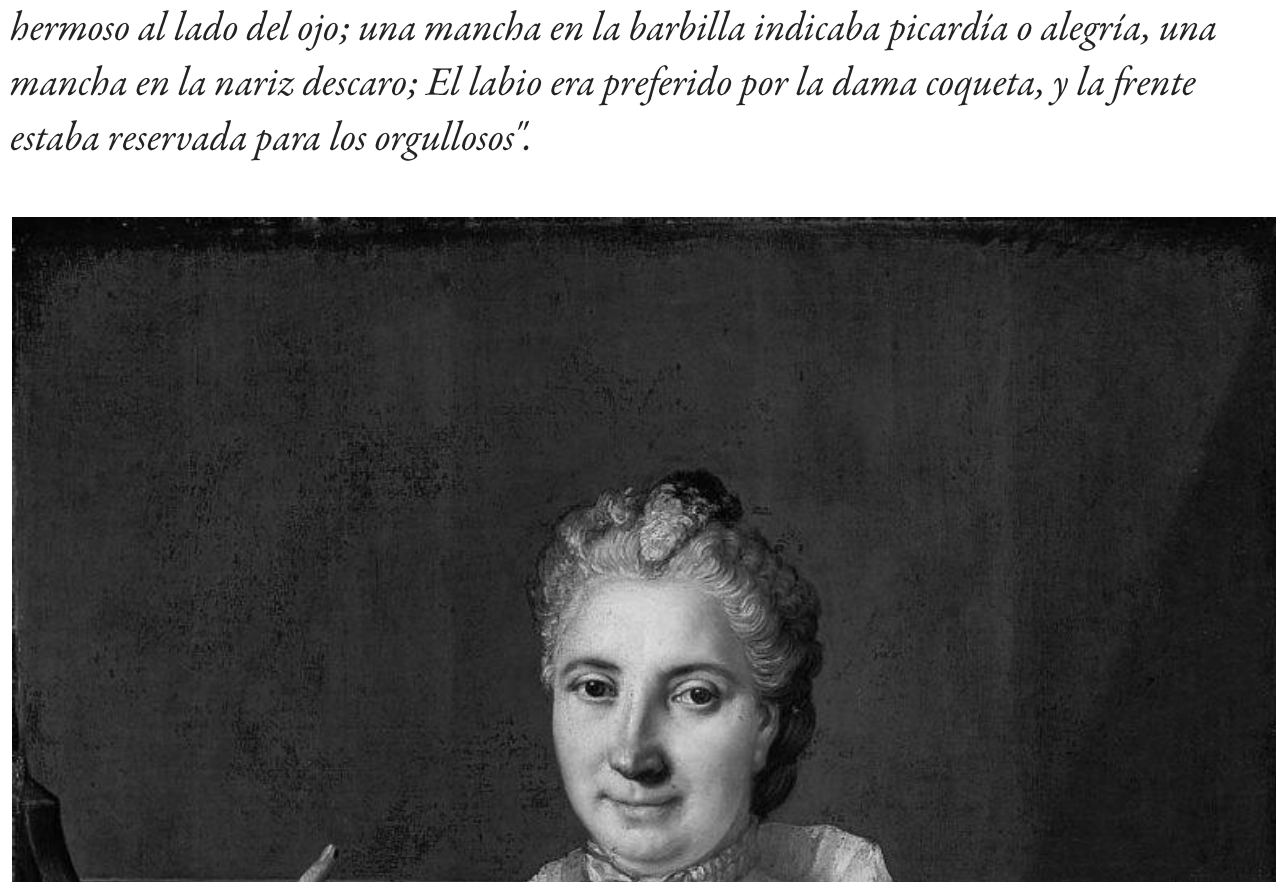 hermoso al lado del ojo; una mancha en la barbilla indicaba picardía o alegría, una
mancha en la nariz descaro; El labio era preferido por la dama coqueta, y la frente
estaba reservada para los orgullosos".